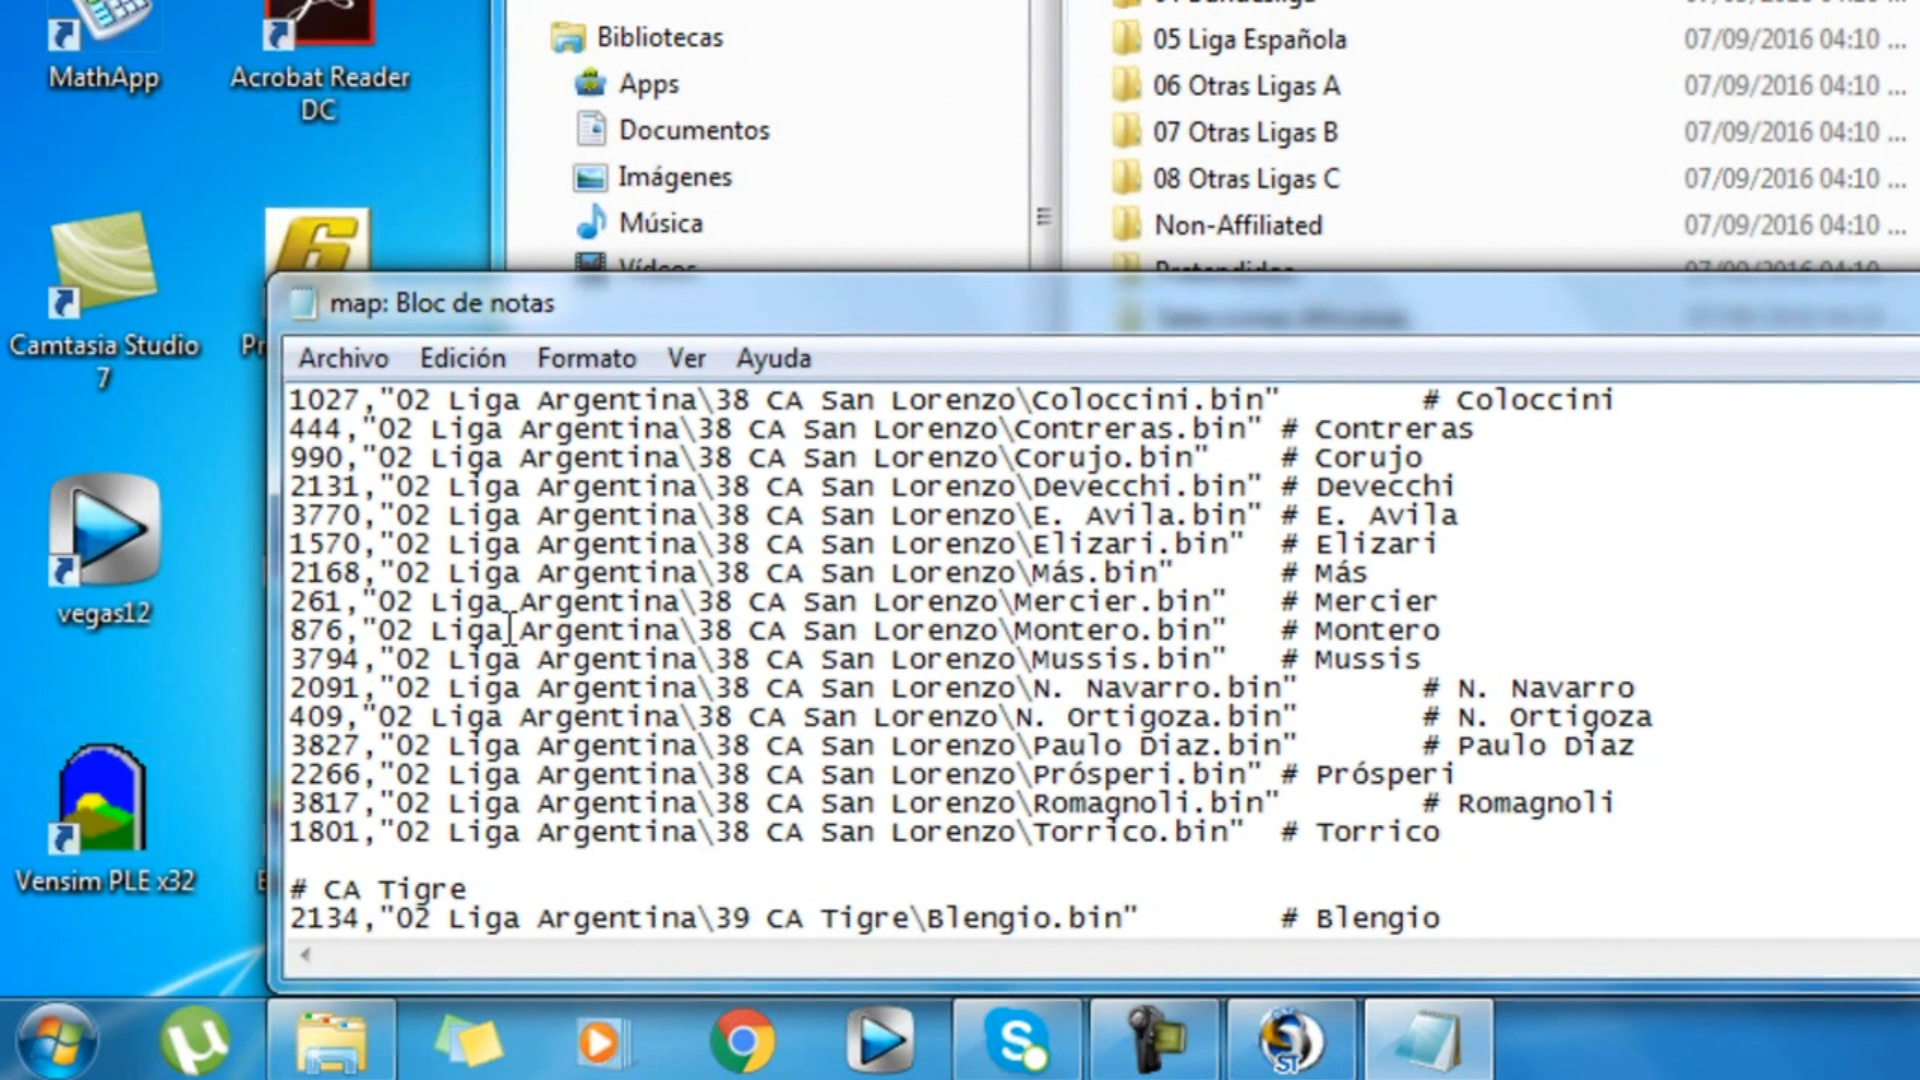 MathApp
Acrobat Reader
DC
Camtasia Studio
7
vegas12
Vensim PLE x32
Bibliotecas
Apps
Documentos
Imágenes
Música
Vídeos
05 Liga Española 07/09/2016 04:10 ...
06 Otras Ligas A 07/09/2016 04:10 ...
07 Otras Ligas B 07/09/2016 04:10 ...
08 Otras Ligas C 07/09/2016 04:10 ...
Non-Affiliated 07/09/2016 04:10 ...
map: Bloc de notas
Archivo Edición Formato Ver Ayuda
1027,"02 Liga Argentina\38 CA San Lorenzo\Coloccini.bin" # Coloccini
444,"02 Liga Argentina\38 CA San Lorenzo\Contreras.bin" # Contreras
990,"02 Liga Argentina\38 CA San Lorenzo\Corujo.bin" # Corujo
2131,"02 Liga Argentina\38 CA San Lorenzo\Devecchi.bin" # Devecchi
3770,"02 Liga Argentina\38 CA San Lorenzo\E. Avila.bin" # E. Avila
1570,"02 Liga Argentina\38 CA San Lorenzo\Elizari.bin" # Elizari
2168,"02 Liga Argentina\38 CA San Lorenzo\Más.bin" # Más
261,"02 Liga Argentina\38 CA San Lorenzo\Mercier.bin" # Mercier
876,"02 Liga Argentina\38 CA San Lorenzo\Montero.bin" # Montero
3794,"02 Liga Argentina\38 CA San Lorenzo\Mussis.bin" # Mussis
2091,"02 Liga Argentina\38 CA San Lorenzo\N. Navarro.bin" # N. Navarro
409,"02 Liga Argentina\38 CA San Lorenzo\N. Ortigoza.bin" # N. Ortigoza
3827,"02 Liga Argentina\38 CA San Lorenzo\Paulo Díaz.bin" # Paulo Díaz
2266,"02 Liga Argentina\38 CA San Lorenzo\Prósperi.bin" # Prósperi
3817,"02 Liga Argentina\38 CA San Lorenzo\Romagnoli.bin" # Romagnoli
1801,"02 Liga Argentina\38 CA San Lorenzo\Torrico.bin" # Torrico
# CA Tigre
2134,"02 Liga Argentina\39 CA Tigre\Blengio.bin" # Blengio